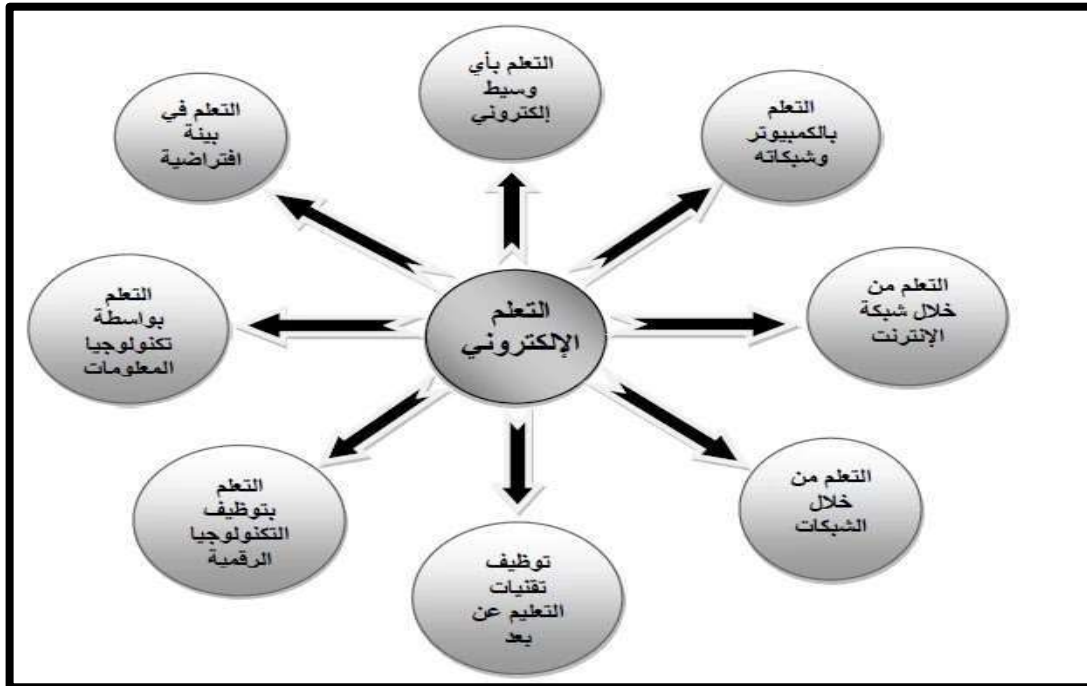 التعلم بأي
وسيط
إلكتروني
التعلم
بالكمبيوتر
وشبكاته
التعلم في
بيئة
افتراضية
التعلم من
خلال شبكة
الإنترنت
التعلم
الإلكتروني
التعلم
بواسطة
تكنولوجيا
المعلومات
التعلم من
خلال
الشبكات
التعلم
بتوظيف
التكنولوجيا
الرقمية
توظيف
تقنيات
التعليم عن
بعد